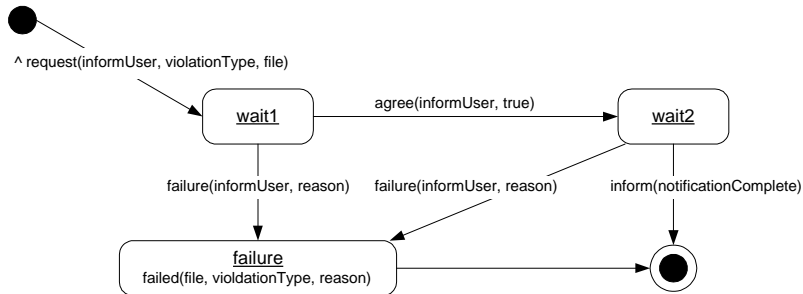 ^ request(informUser, violationType, file)
wait1
agree(informUser, true)
wait2
failure(informUser, reason)
failure(informUser, reason)
inform(notificationComplete)
failure
failed(file, violdationType, reason)